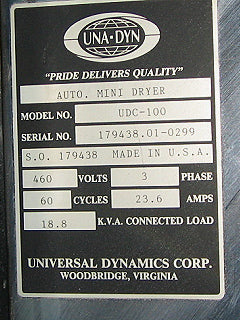 UNA-DYN
"PRIDE DELIVERS QUALITY"
AUTO. MINI DRYER
MODEL NO. UDC-100
SERIAL NO. 179438.01-0299
S.O. 179438 MADE IN U.S.A.
460 VOLTS 3 PHASE
60 CYCLES 23.6 AMPS
18.8 K.V.A. CONNECTED LOAD
UNIVERSAL DYNAMICS CORP.
WOODBRIDGE, VIRGINIA